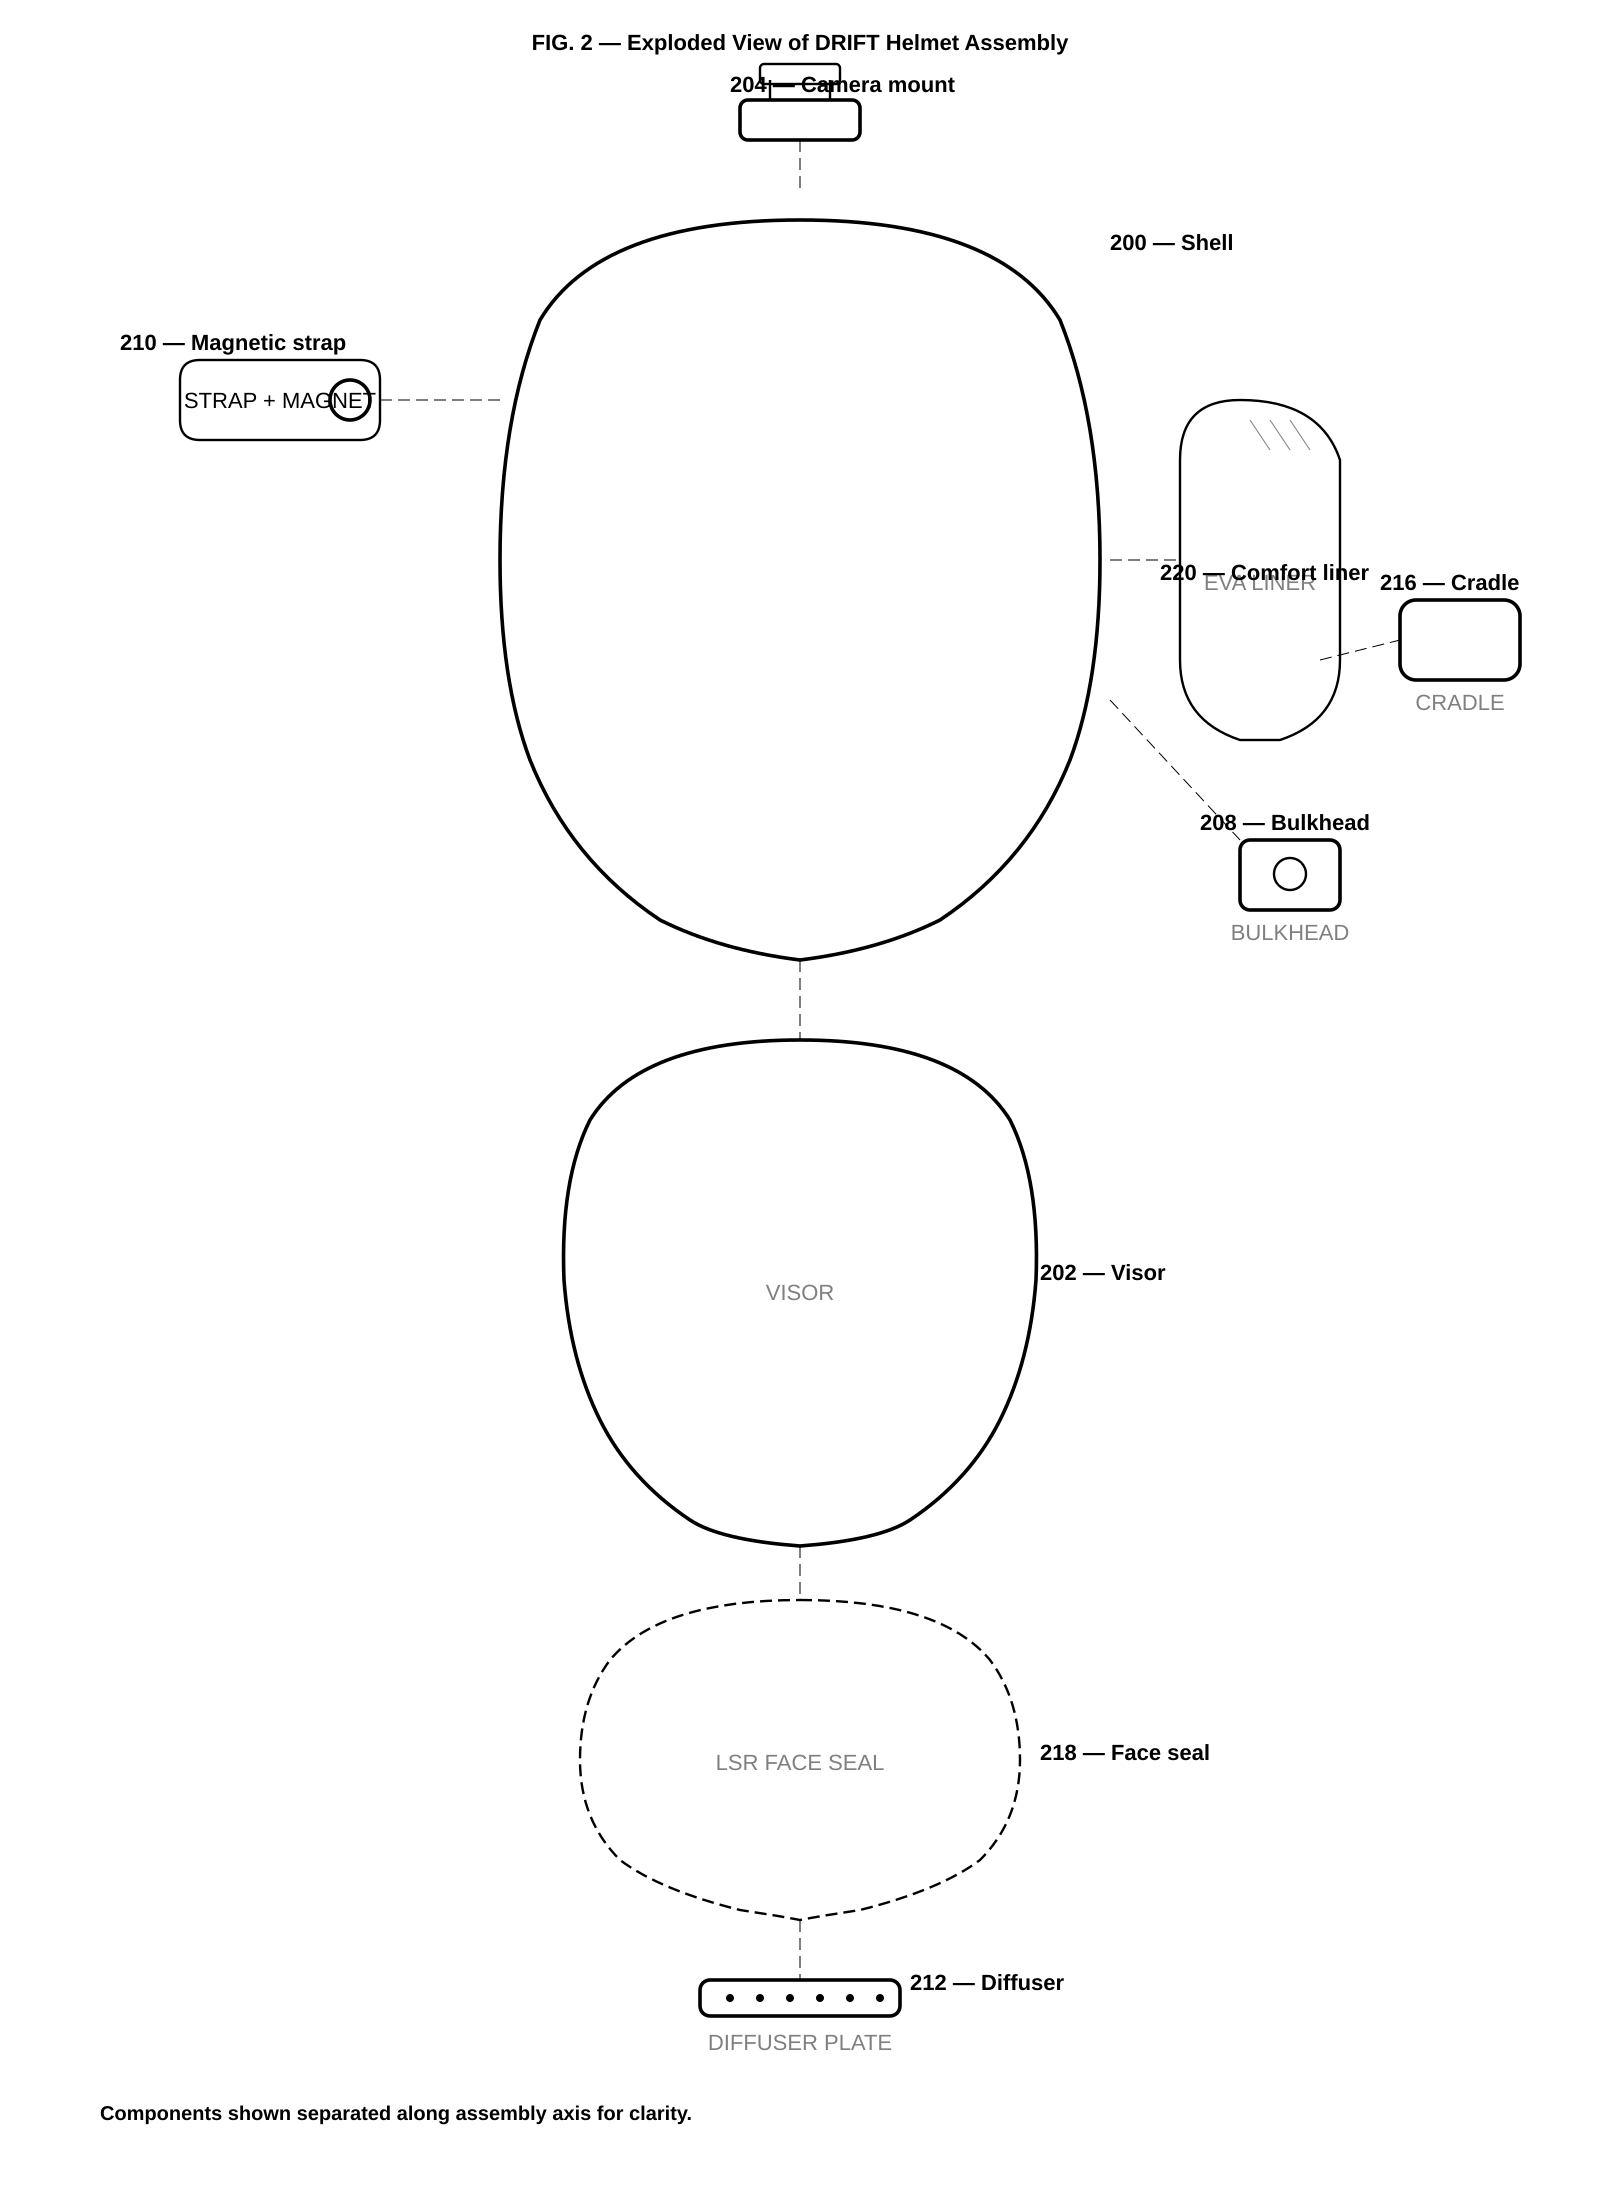 FIG. 2 — Exploded View of DRIFT Helmet Assembly
204 — Camera mount
200 — Shell
210 — Magnetic strap
STRAP + MAGNET
220 — Comfort liner
EVA LINER
216 — Cradle
CRADLE
208 — Bulkhead
BULKHEAD
202 — Visor
VISOR
218 — Face seal
LSR FACE SEAL
212 — Diffuser
DIFFUSER PLATE
Components shown separated along assembly axis for clarity.